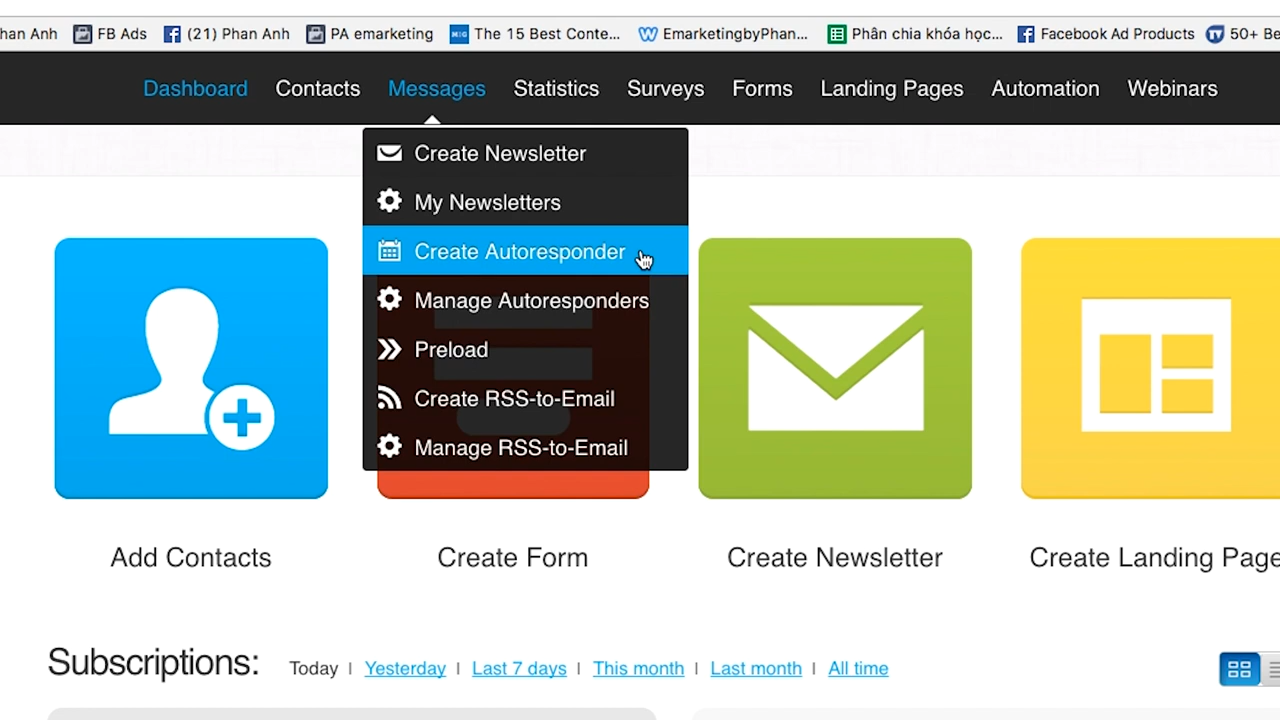 han Anh FB Ads (21) Phan Anh PA emarketing The 15 Best Conte... EmarketingbyPhan... Phân chia khóa học... Facebook Ad Products 50+ Be
Dashboard Contacts Messages Statistics Surveys Forms Landing Pages Automation Webinars
Create Newsletter
My Newsletters
Create Autoresponder
Manage Autoresponders
Preload
Create RSS-to-Email
Manage RSS-to-Email
Add Contacts Create Form Create Newsletter Create Landing Page
Subscriptions: Today | Yesterday | Last 7 days | This month | Last month | All time